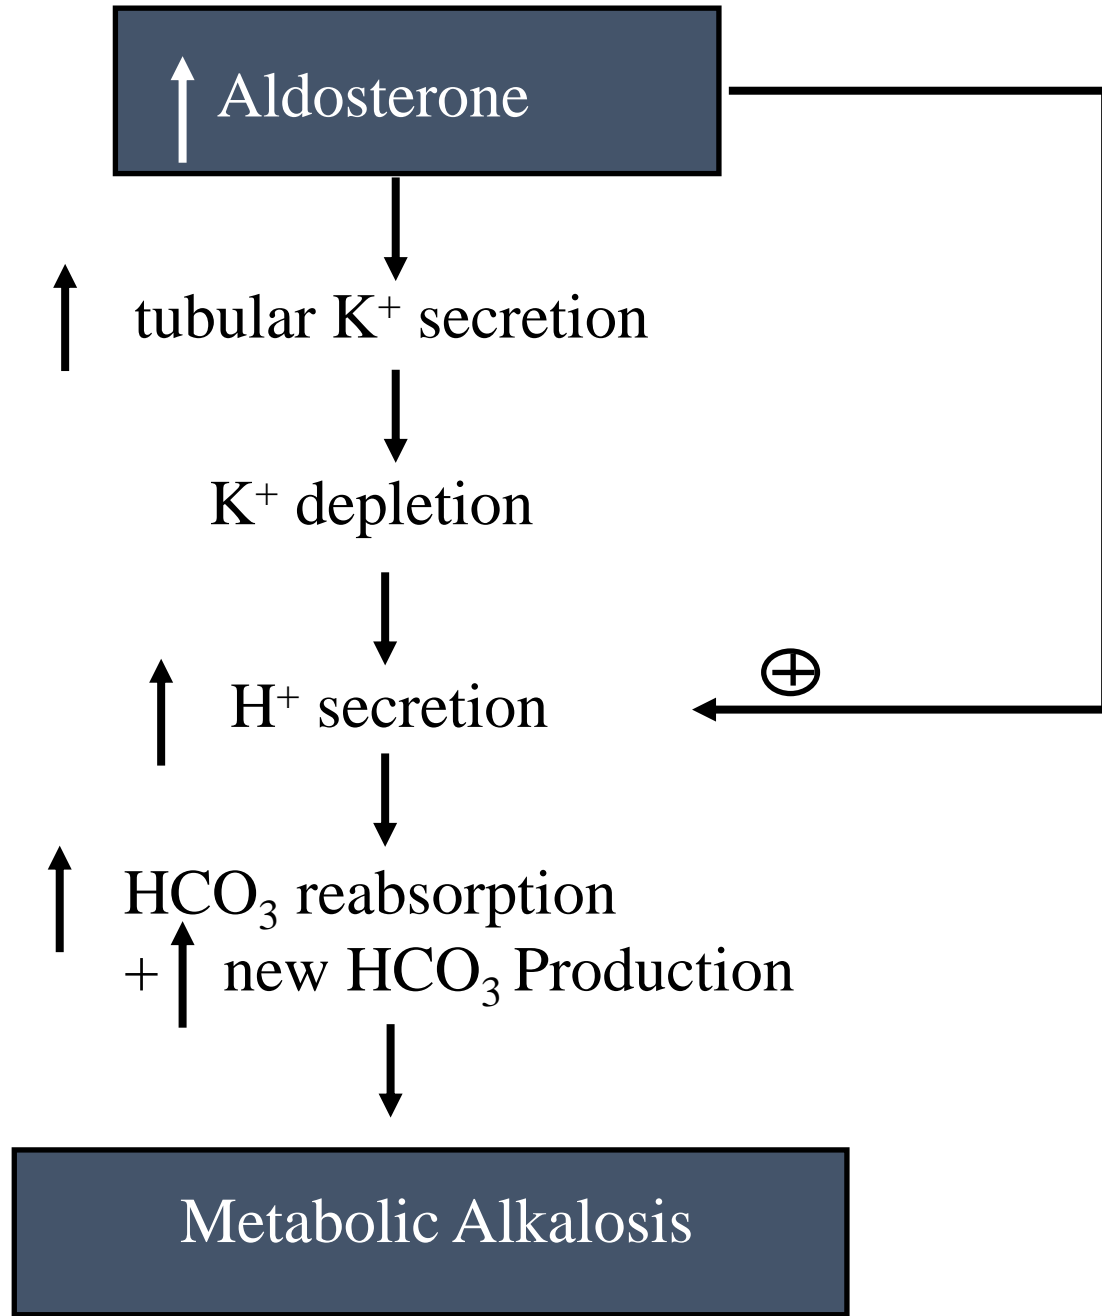 ↑ Aldosterone
↑ tubular K⁺ secretion
K⁺ depletion
⊕
↑ H⁺ secretion
↑ HCO₃ reabsorption
+ ↑ new HCO₃ Production
Metabolic Alkalosis